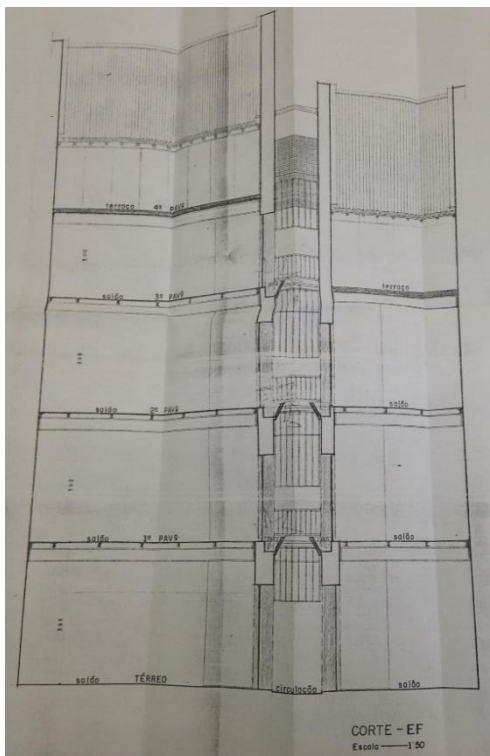 terraço 4º PAVº
salão 3º PAVº
terraço
salão 2º PAVº
salão
salão 1º PAVº
salão
salão TÉRREO
circulação
salão
CORTE - EF
Escala 1:50